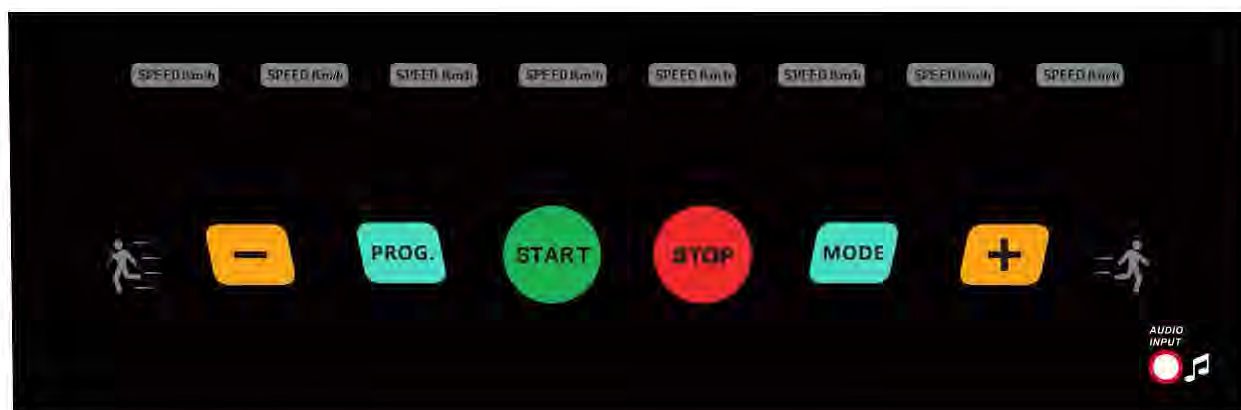 SPEED Km/h SPEED Km/h SPEED Km/h SPEED Km/h SPEED Km/h SPEED Km/h SPEED Km/h SPEED Km/h
− PROG. START STOP MODE +
AUDIO
INPUT